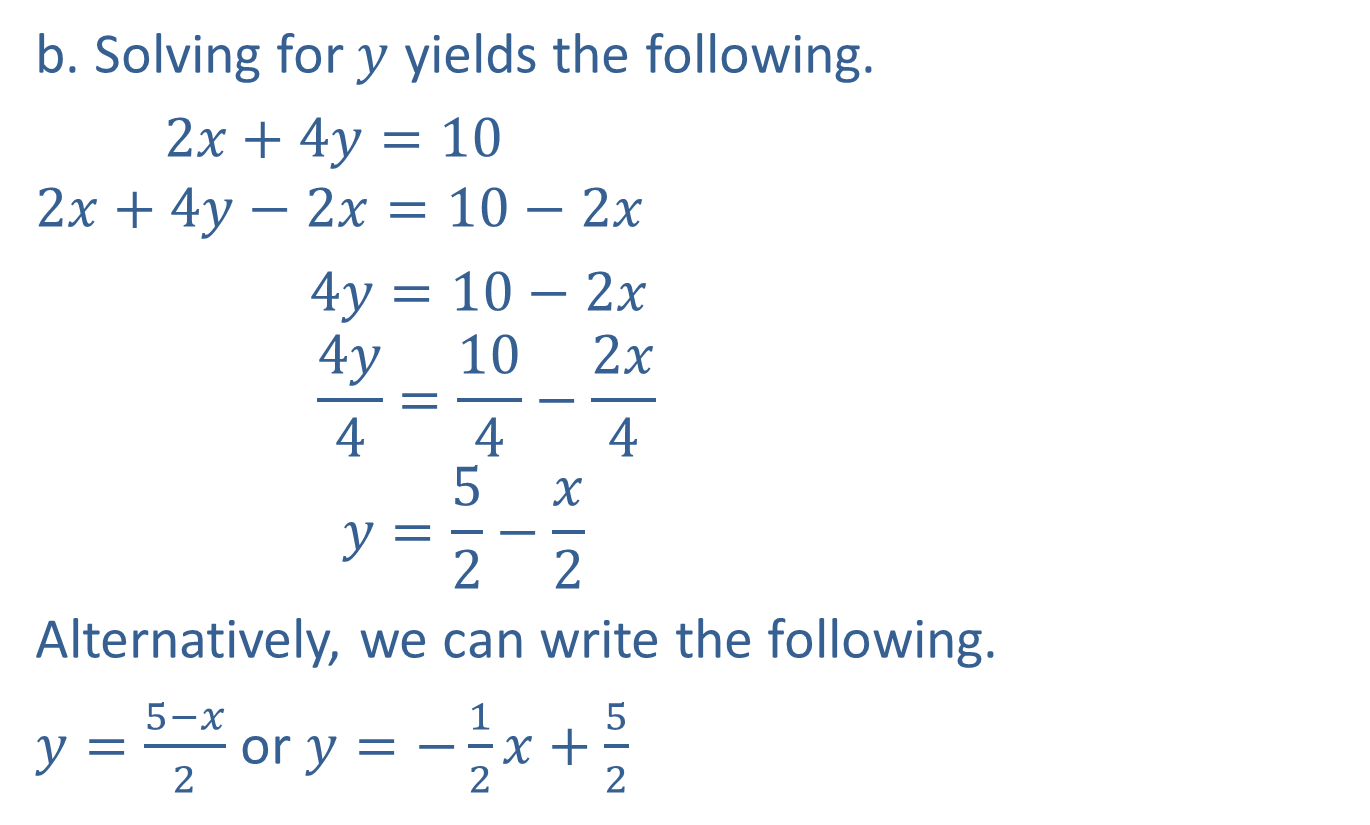 b. Solving for y yields the following.
2x + 4y = 10
2x + 4y − 2x = 10 − 2x
4y = 10 − 2x
4y/4 = 10/4 − 2x/4
y = 5/2 − x/2
Alternatively, we can write the following.
y = (5−x)/2 or y = −1/2 x + 5/2